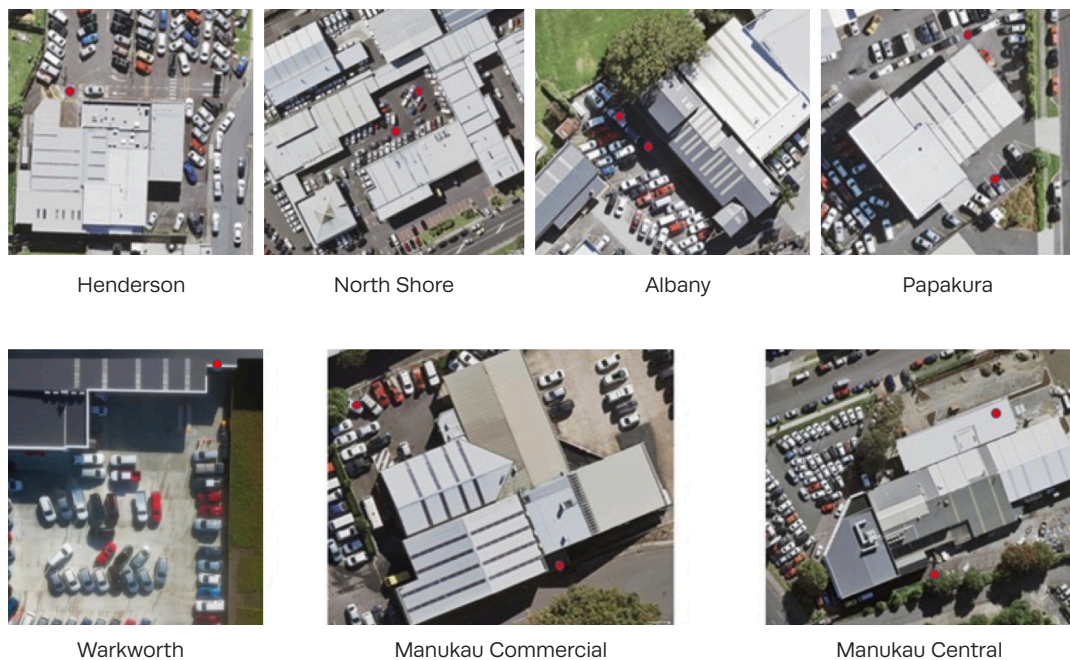 Henderson
North Shore
Albany
Papakura
Warkworth
Manukau Commercial
Manukau Central